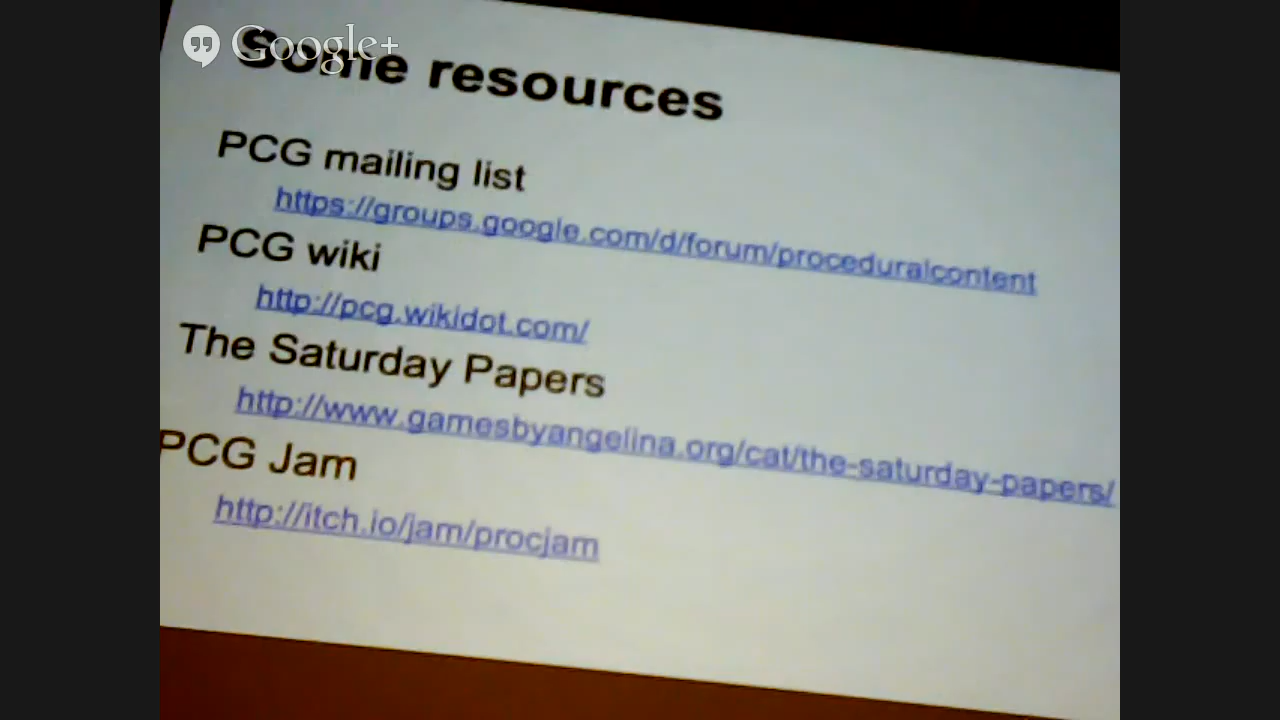 Google+
Some resources
PCG mailing list
https://groups.google.com/d/forum/proceduralcontent
PCG wiki
http://pcg.wikidot.com/
The Saturday Papers
http://www.gamesbyangelina.org/cat/the-saturday-papers/
PCG Jam
http://itch.io/jam/procjam